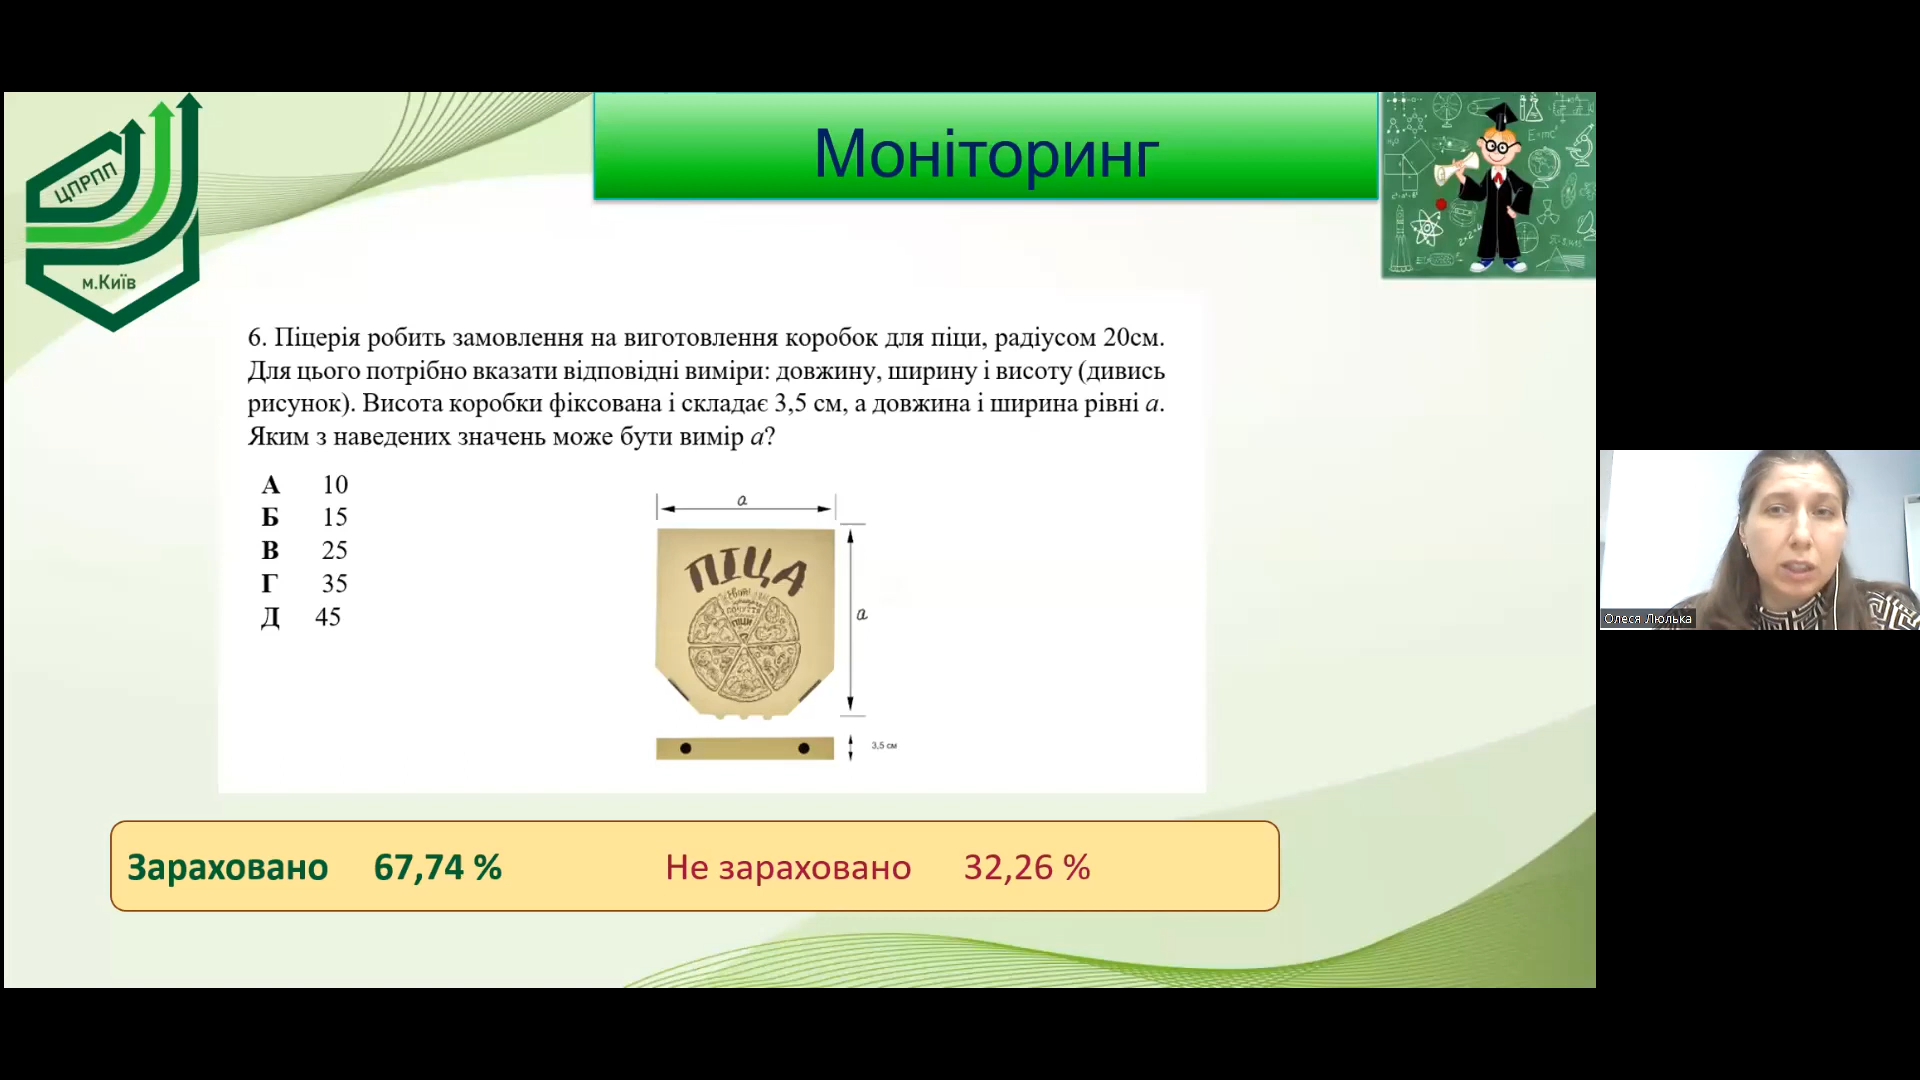 Моніторинг
ЦПРПП
м.Київ
6. Піцерія робить замовлення на виготовлення коробок для піци, радіусом 20см.
Для цього потрібно вказати відповідні виміри: довжину, ширину і висоту (дивись
рисунок). Висота коробки фіксована і складає 3,5 см, а довжина і ширина рівні a.
Яким з наведених значень може бути вимір a?
А 10
Б 15
В 25
Г 35
Д 45
a
ПІЦА
почуття
піци
a
3,5 см
Зараховано 67,74 % Не зараховано 32,26 %
Олеся Люлька